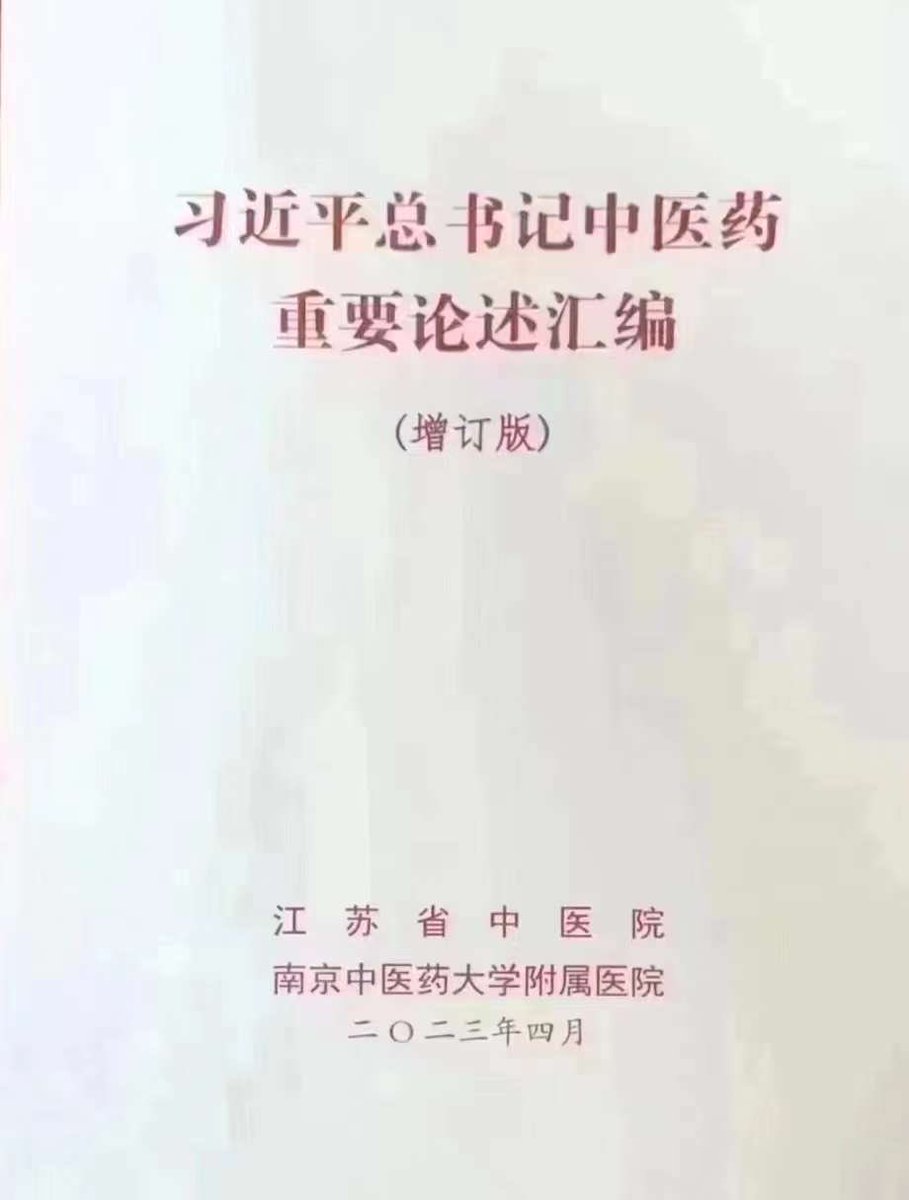 习近平总书记中医药
重要论述汇编
(增订版)
江苏省中医院
南京中医药大学附属医院
二〇二三年四月